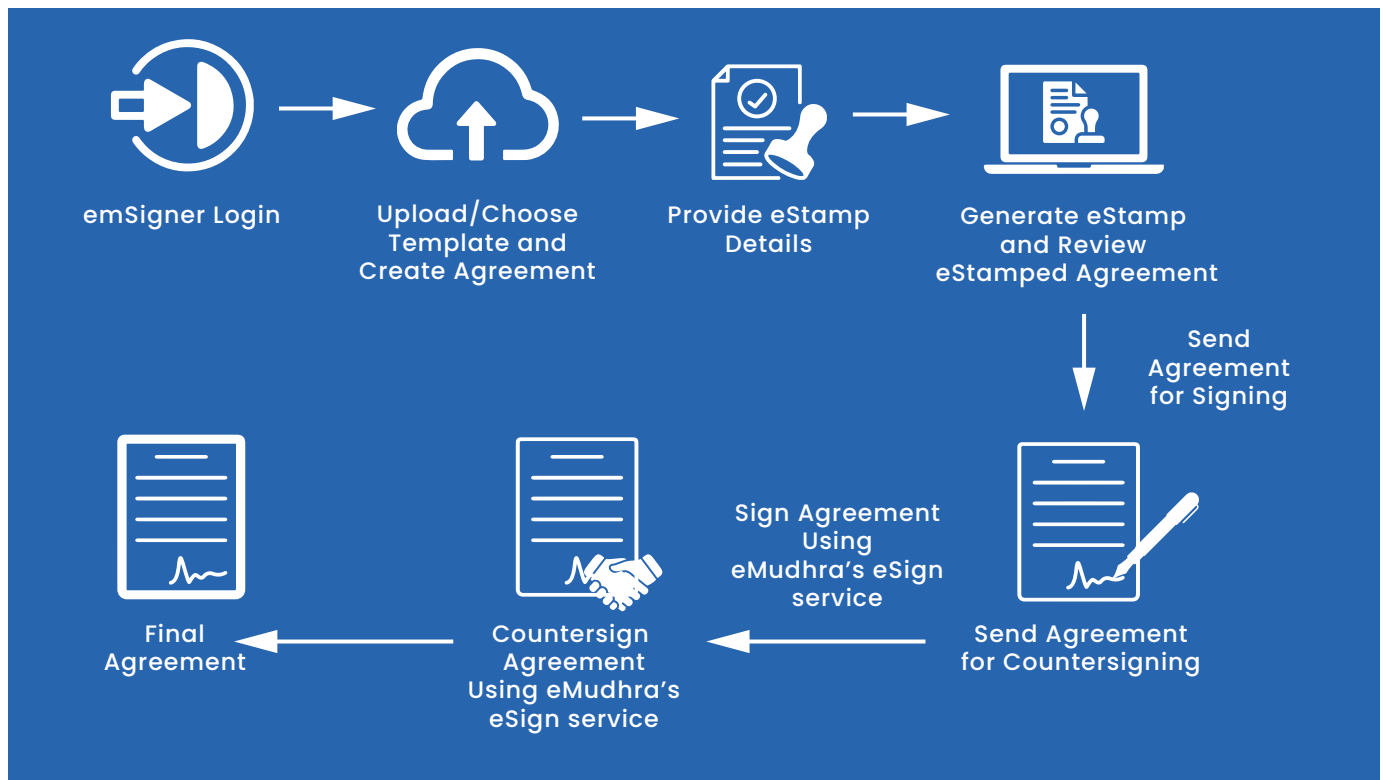 emSigner Login
Upload/Choose
Template and
Create Agreement
Provide eStamp
Details
Generate eStamp
and Review
eStamped Agreement
Send
Agreement
for Signing
Send Agreement
for Countersigning
Sign Agreement
Using
eMudhra’s eSign
service
Countersign
Agreement
Using eMudhra’s
eSign service
Final
Agreement